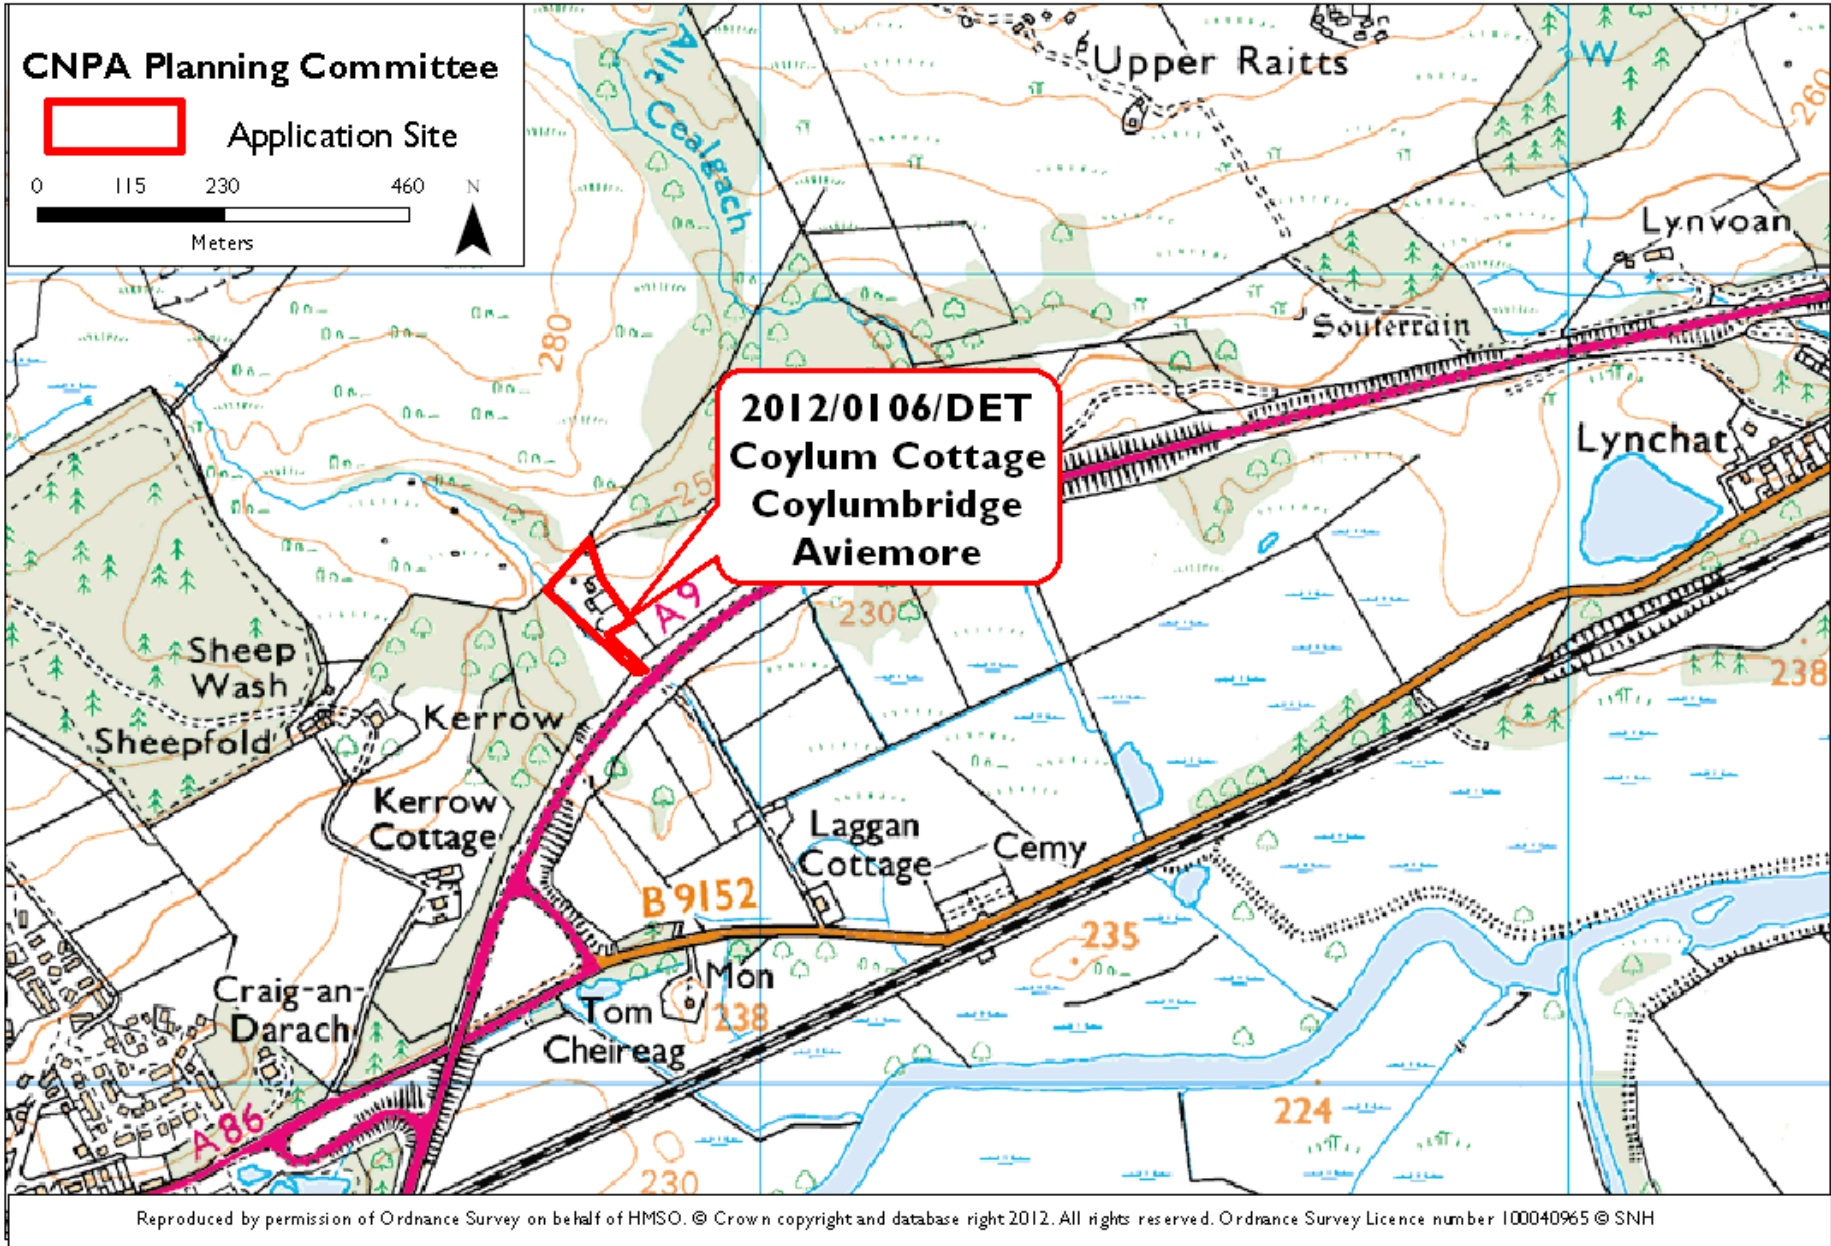 CNPA Planning Committee
Application Site
0 115 230 460
N
Meters
Allt Cealgach
Upper Raitts
W
260
Lynvoan
Souterrain
280
250
2012/0106/DET
Coylum Cottage
Coylumbridge
Aviemore
Lynchat
A 9
230
238
Sheep
Wash
Sheepfold
Kerrow
Kerrow
Cottage
Laggan
Cottage
Cemy
B 9152
235
Mon
238
Craig-an-
Darach
Tom
Cheireag
224
A 86
230
Reproduced by permission of Ordnance Survey on behalf of HMSO. © Crown copyright and database right 2012. All rights reserved. Ordnance Survey Licence number 100040965 © SNH